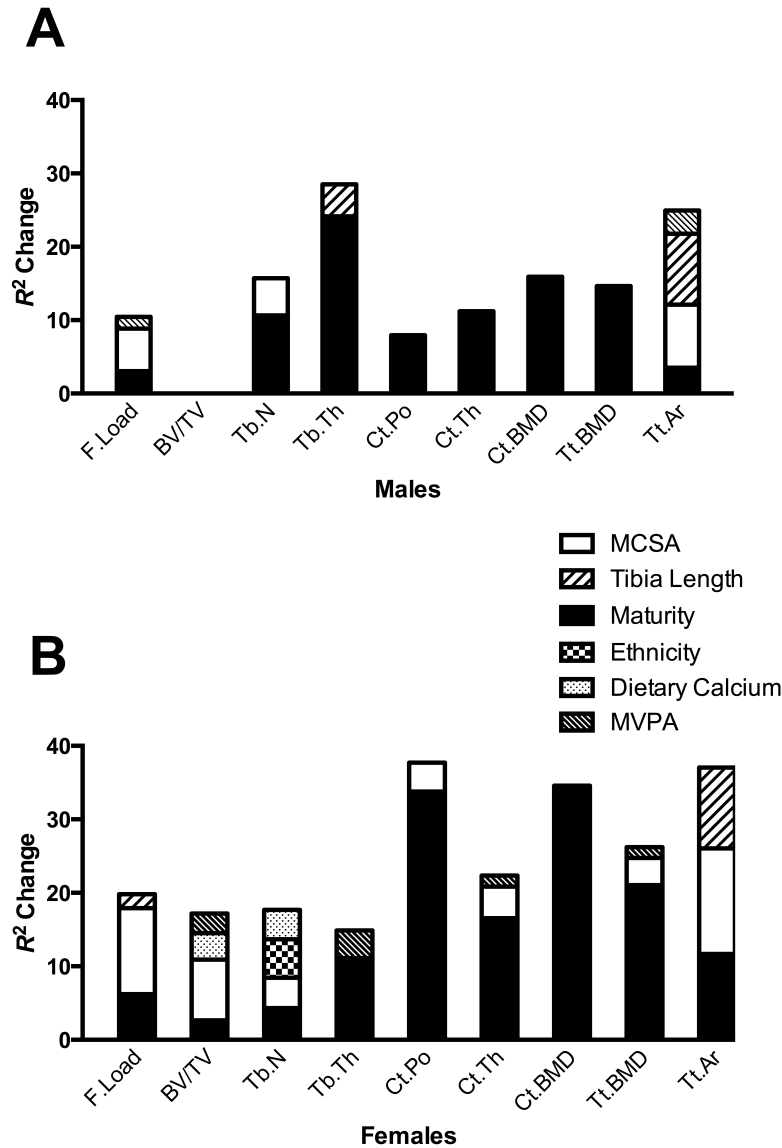 A
40
30
20
10
0
R² Change
F.Load
BV/TV
Tb.N
Tb.Th
Ct.Po
Ct.Th
Ct.BMD
Tt.BMD
Tt.Ar
Males
MCSA
Tibia Length
Maturity
Ethnicity
Dietary Calcium
MVPA
B
40
30
20
10
0
R² Change
F.Load
BV/TV
Tb.N
Tb.Th
Ct.Po
Ct.Th
Ct.BMD
Tt.BMD
Tt.Ar
Females